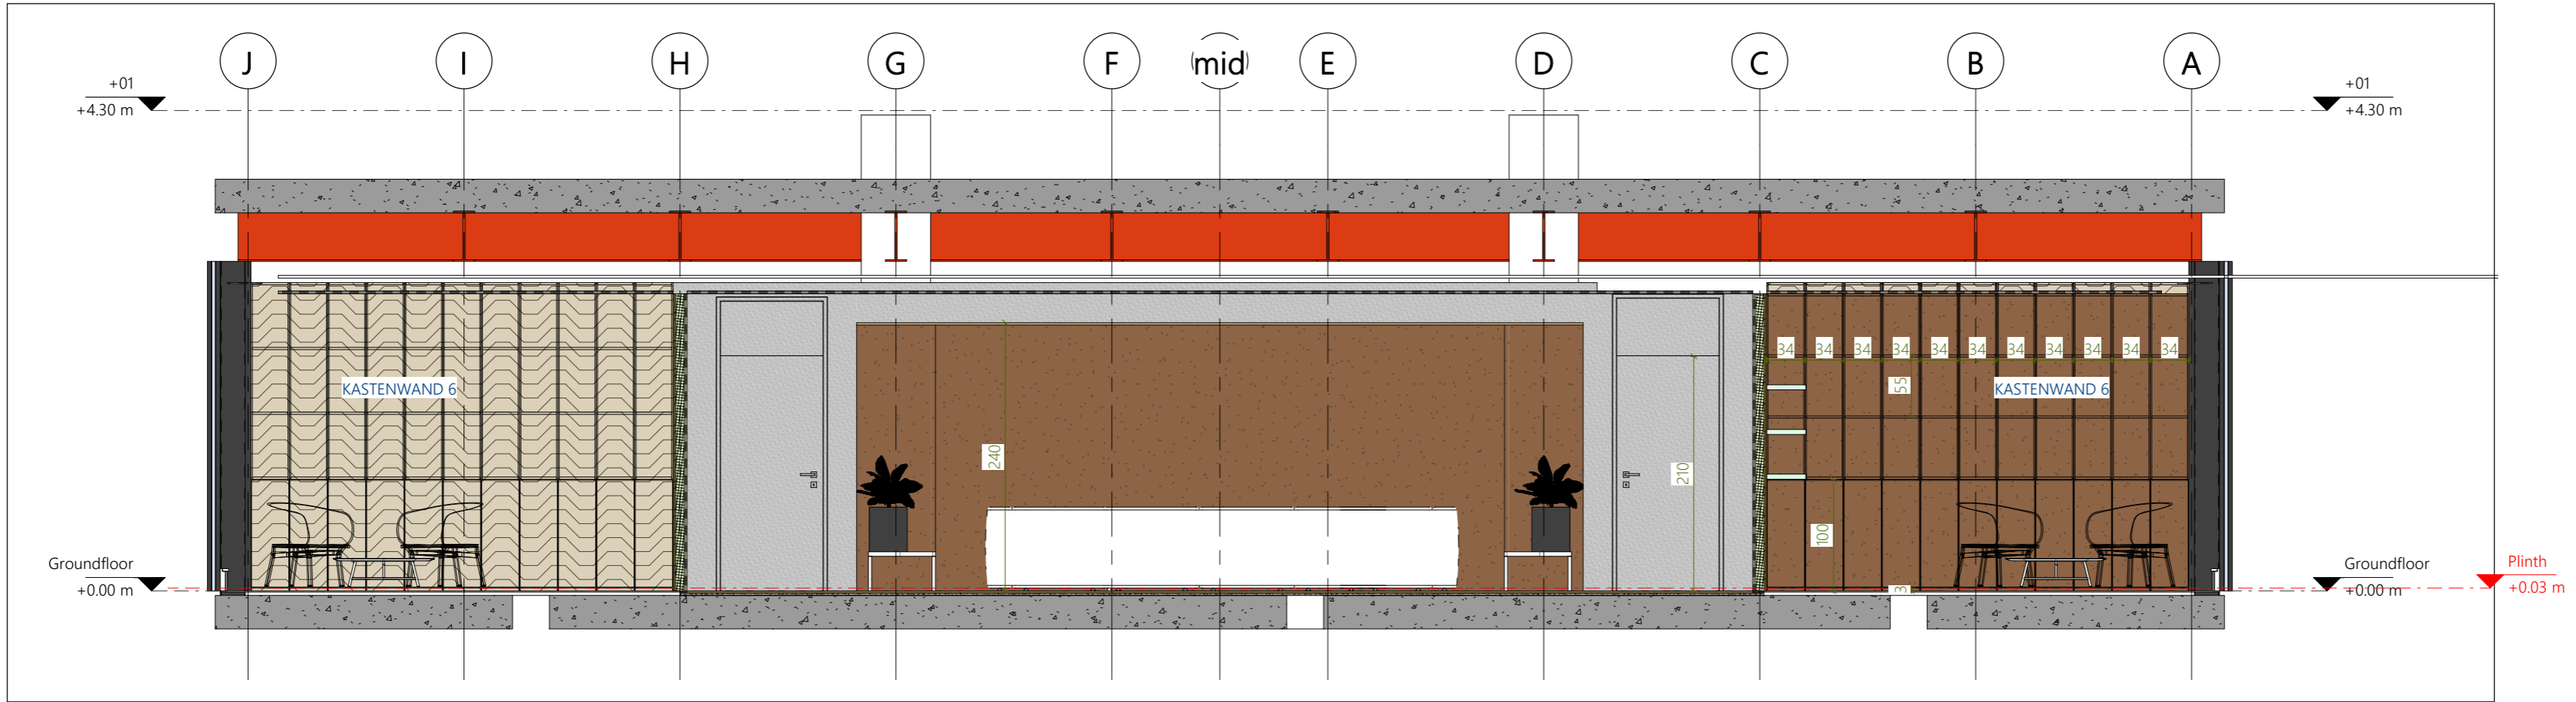 J I H G F mid E D C B A
+01
+4.30 m
+01
+4.30 m
34 34 34 34 34 34 34 34 34 34 34
KASTENWAND 6
55
KASTENWAND 6
240
210
100
Groundfloor
+0.00 m
3
Groundfloor
+0.00 m
Plinth
+0.03 m